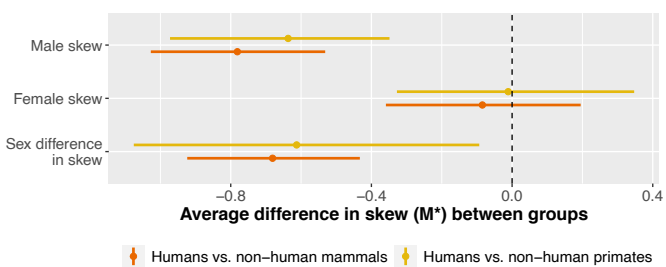 Male skew
Female skew
Sex difference
in skew
−0.8 −0.4 0.0 0.4
Average difference in skew (M*) between groups
Humans vs. non−human mammals Humans vs. non−human primates